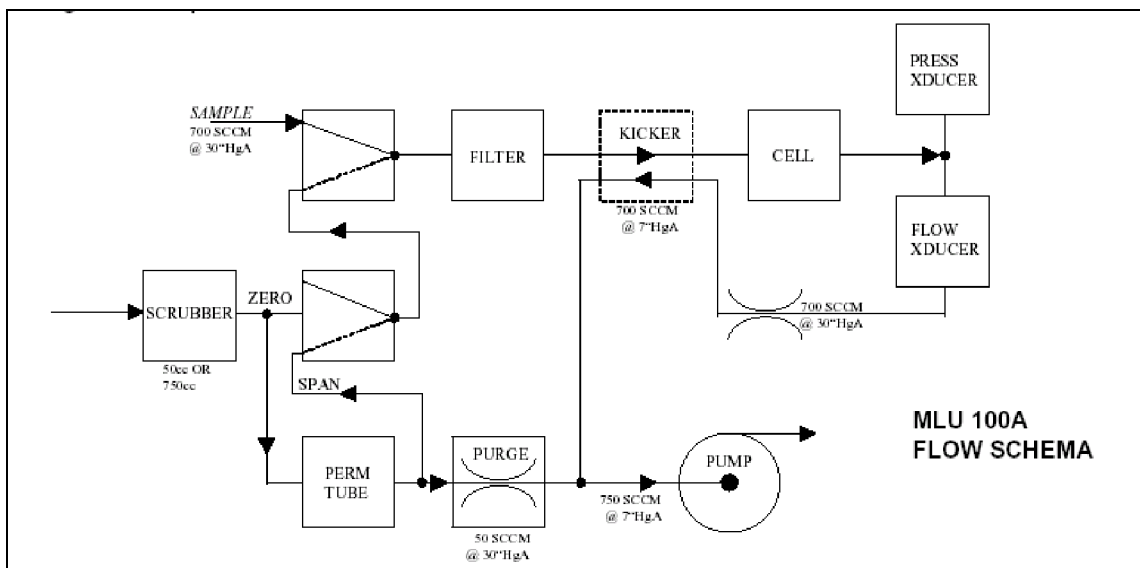 PRESS
XDUCER
SAMPLE
700 SCCM
@ 30"HgA
FILTER
KICKER
CELL
700 SCCM
@ 7"HgA
FLOW
XDUCER
SCRUBBER
ZERO
700 SCCM
@ 30"HgA
50cc OR
750cc
SPAN
MLU 100A
FLOW SCHEMA
PERM
TUBE
PURGE
PUMP
750 SCCM
@ 7"HgA
50 SCCM
@ 30"HgA